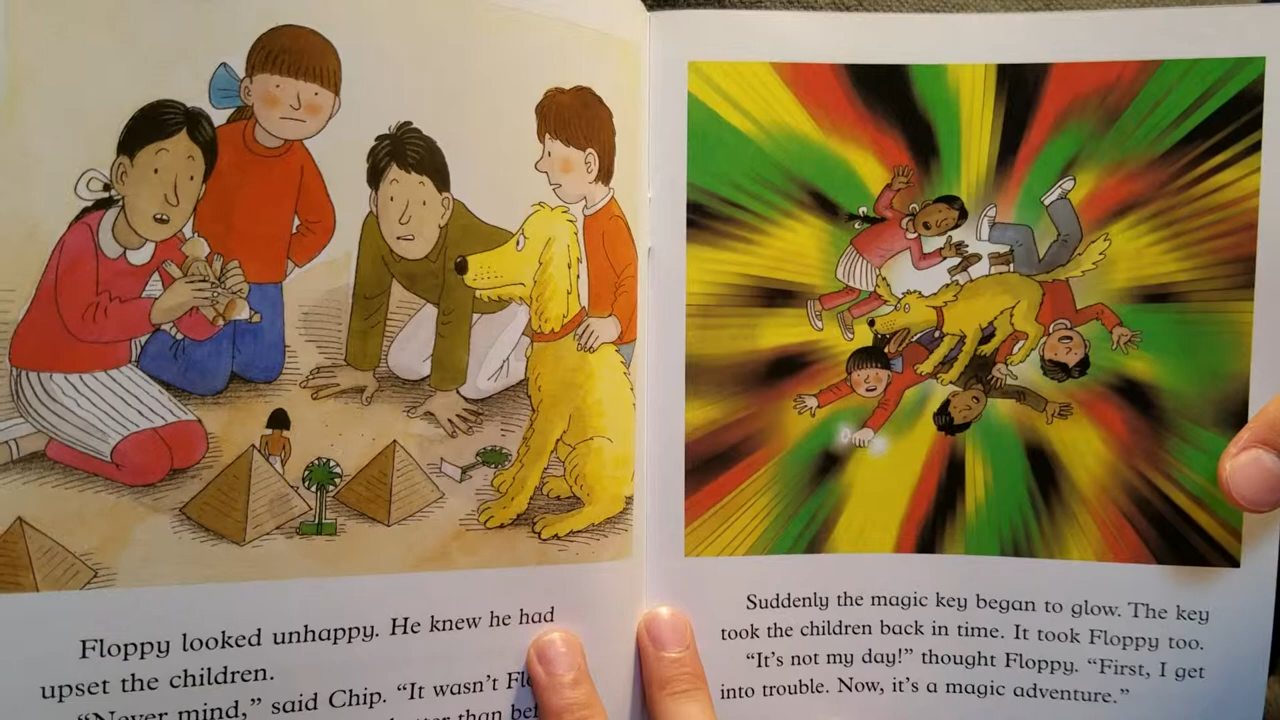 Floppy looked unhappy. He knew he had
upset the children.
"Never mind," said Chip. "It wasn't
than
Suddenly the magic key began to glow. The key
took the children back in time. It took Floppy too.
"It's not my day!" thought Floppy. "First, I get
into trouble. Now, it's a magic adventure."